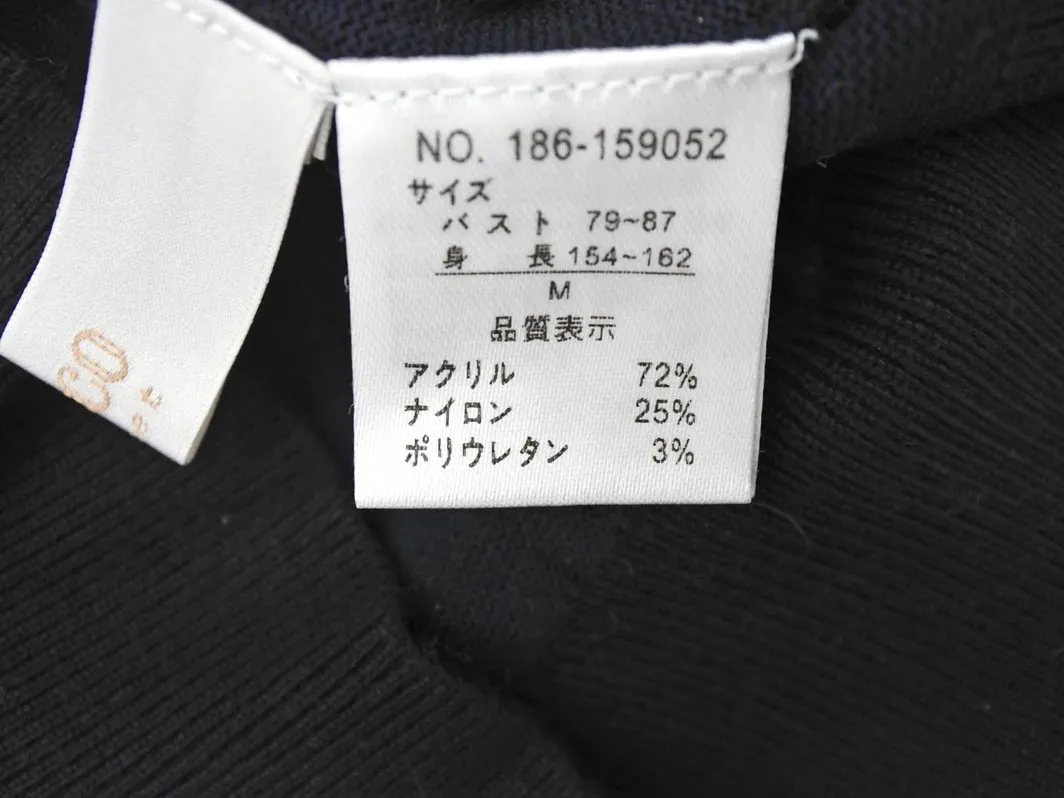 NO. 186-159052
サイズ
バスト 79~87
身 長 154~162
M
品質表示
アクリル 72%
ナイロン 25%
ポリウレタン 3%